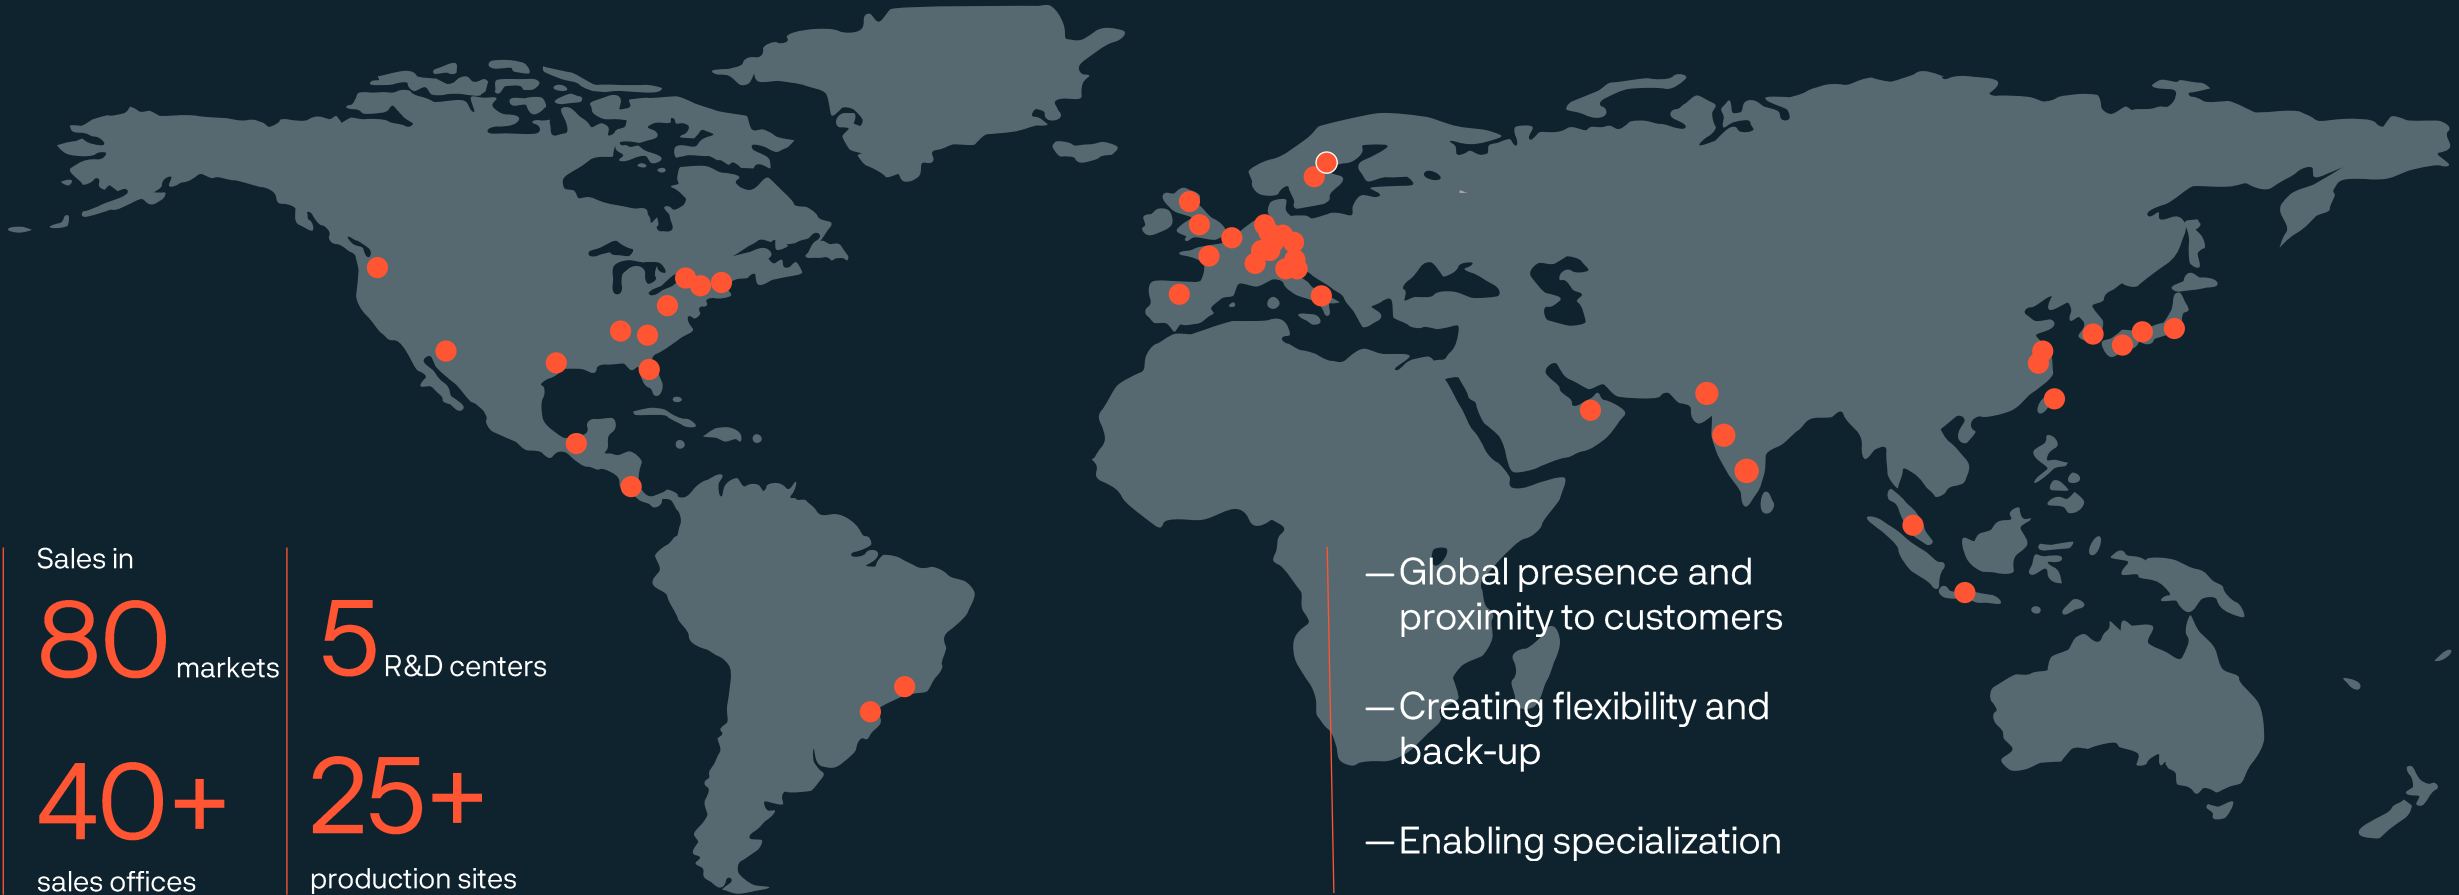 Sales in
80 markets
5 R&D centers
40+
sales offices
25+
production sites
—Global presence and
proximity to customers
—Creating flexibility and
back-up
—Enabling specialization